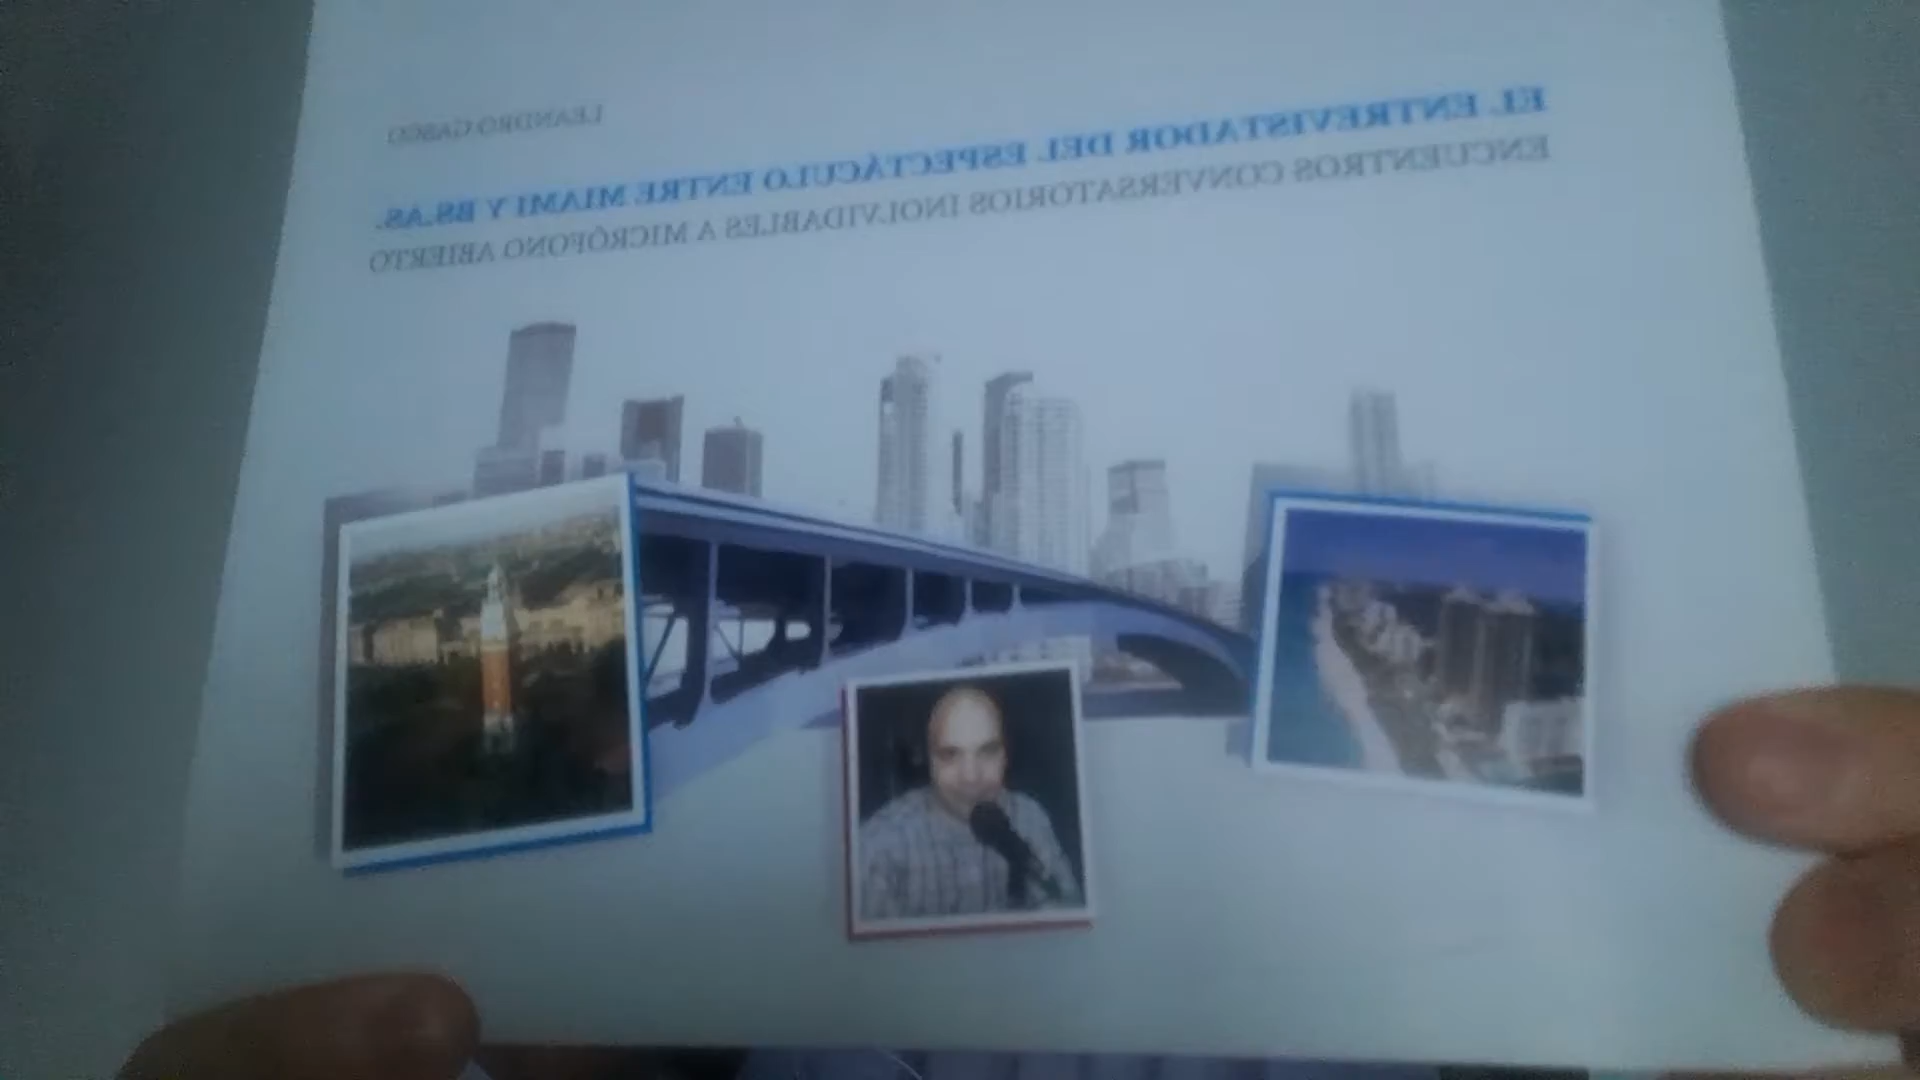 LEANDRO GASCO
EL ENTREVISTADOR DEL ESPECTÁCULO ENTRE MIAMI Y BS.AS.
ENCUENTROS CONVERSATORIOS INOLVIDABLES A MICRÓFONO ABIERTO